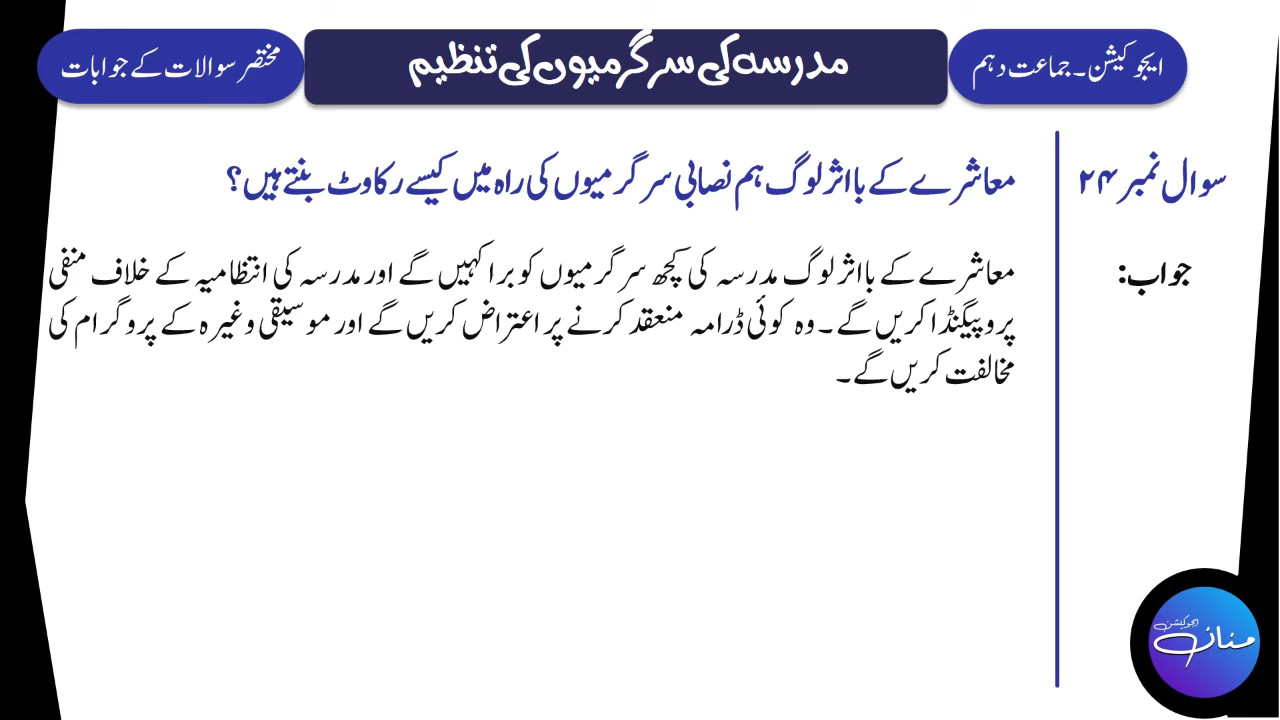 ایجوکیشن۔ جماعت دہم
مدرسہ کی سرگرمیوں کی تنظیم
مختصر سوالات کے جوابات
سوال نمبر ۲۴
معاشرے کے بااثر لوگ ہم نصابی سرگرمیوں کی راہ میں کیسے رکاوٹ بنتے ہیں؟
جواب:
معاشرے کے بااثر لوگ مدرسہ کی کچھ سرگرمیوں کو برا کہیں گے اور مدرسہ کی انتظامیہ کے خلاف منفی
پروپیگنڈا کریں گے۔ وہ کوئی ڈرامہ منعقد کرنے پر اعتراض کریں گے اور موسیقی وغیرہ کے پروگرام کی
مخالفت کریں گے۔
ایجوکیشن